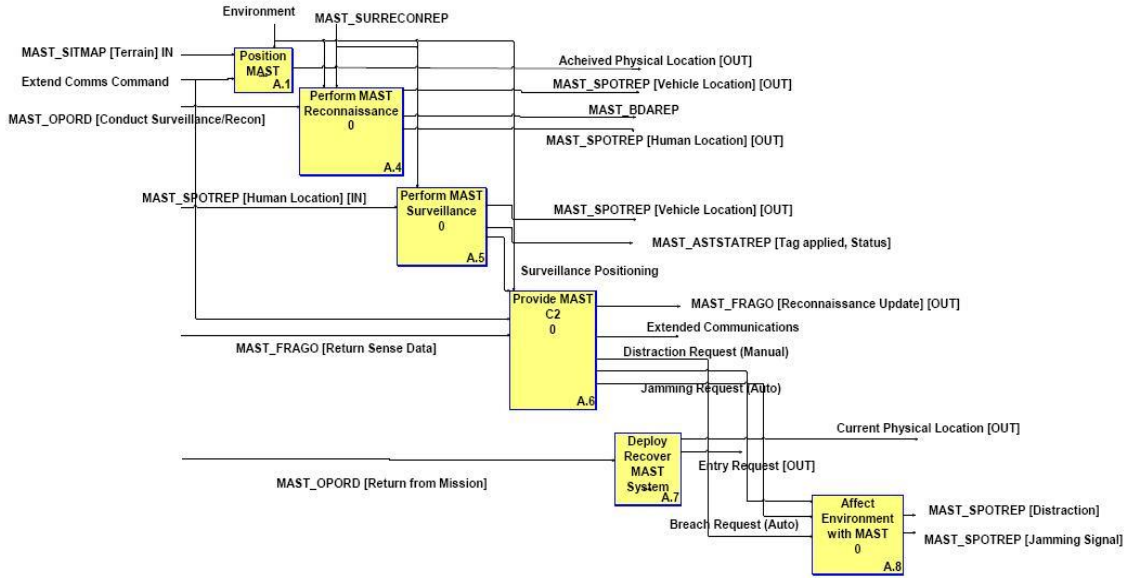 Environment
MAST_SURRECONREP
MAST_SITMAP [Terrain] IN
Position
MAST
A.1
Acheived Physical Location [OUT]
Extend Comms Command
MAST_SPOTREP [Vehicle Location] [OUT]
Perform MAST
Reconnaissance
0
A.4
MAST_BDAREP
MAST_OPORD [Conduct Surveillance/Recon]
MAST_SPOTREP [Human Location] [OUT]
MAST_SPOTREP [Human Location] [IN]
Perform MAST
Surveillance
0
A.5
MAST_SPOTREP [Vehicle Location] [OUT]
MAST_ASTSTATREP [Tag applied, Status]
Surveillance Positioning
Provide MAST
C2
0
A.6
MAST_FRAGO [Reconnaissance Update] [OUT]
Extended Communications
MAST_FRAGO [Return Sense Data]
Distraction Request (Manual)
Jamming Request (Auto)
Current Physical Location [OUT]
Deploy
Recover
MAST
System
A.7
Entry Request [OUT]
MAST_OPORD [Return from Mission]
Affect
Environment
with MAST
0
A.8
MAST_SPOTREP [Distraction]
Breach Request (Auto)
MAST_SPOTREP [Jamming Signal]